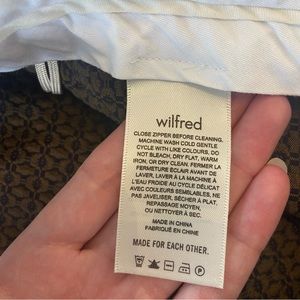 wilfred
CLOSE ZIPPER BEFORE CLEANING,
MACHINE WASH COLD GENTLE
CYCLE WITH LIKE COLOURS, DO
NOT BLEACH, DRY FLAT, WARM
IRON, OR DRY CLEAN. FERMER LA
FERMETURE ÉCLAIR AVANT DE
LAVER, LAVER À LA MACHINE À
L'EAU FROIDE AU CYCLE DÉLICAT
AVEC COULEURS SEMBLABLES, NE
PAS JAVELISER, SÉCHER À PLAT,
REPASSAGE MOYEN,
OU NETTOYER À SEC.
MADE IN CHINA
FABRIQUÉ EN CHINE
MADE FOR EACH OTHER.